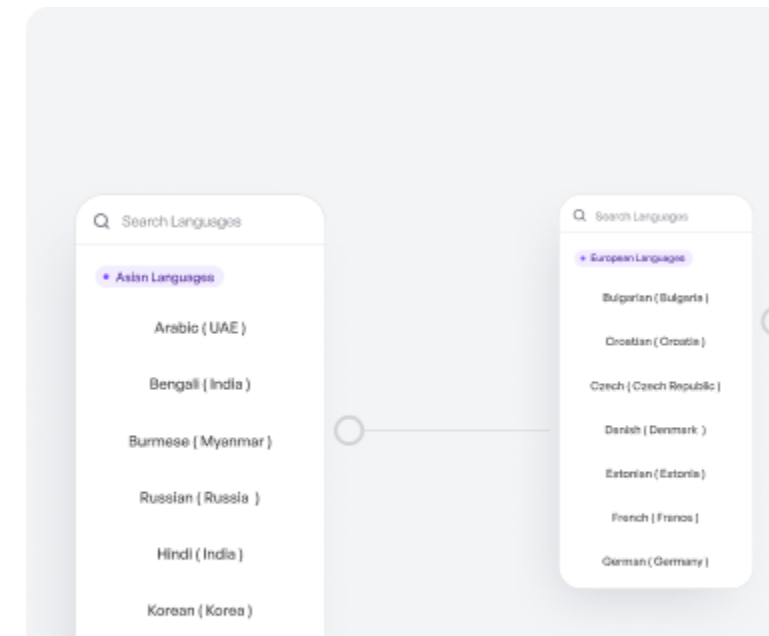 Search Languages
Asian Languages
Arabic ( UAE )
Bengali ( India )
Burmese ( Myanmar )
Russian ( Russia )
Hindi ( India )
Korean ( Korea )
Search Languages
European Languages
Bulgarian ( Bulgaria )
Croatian ( Croatia )
Czech ( Czech Republic )
Danish ( Denmark )
Estonian ( Estonia )
French ( France )
German ( Germany )